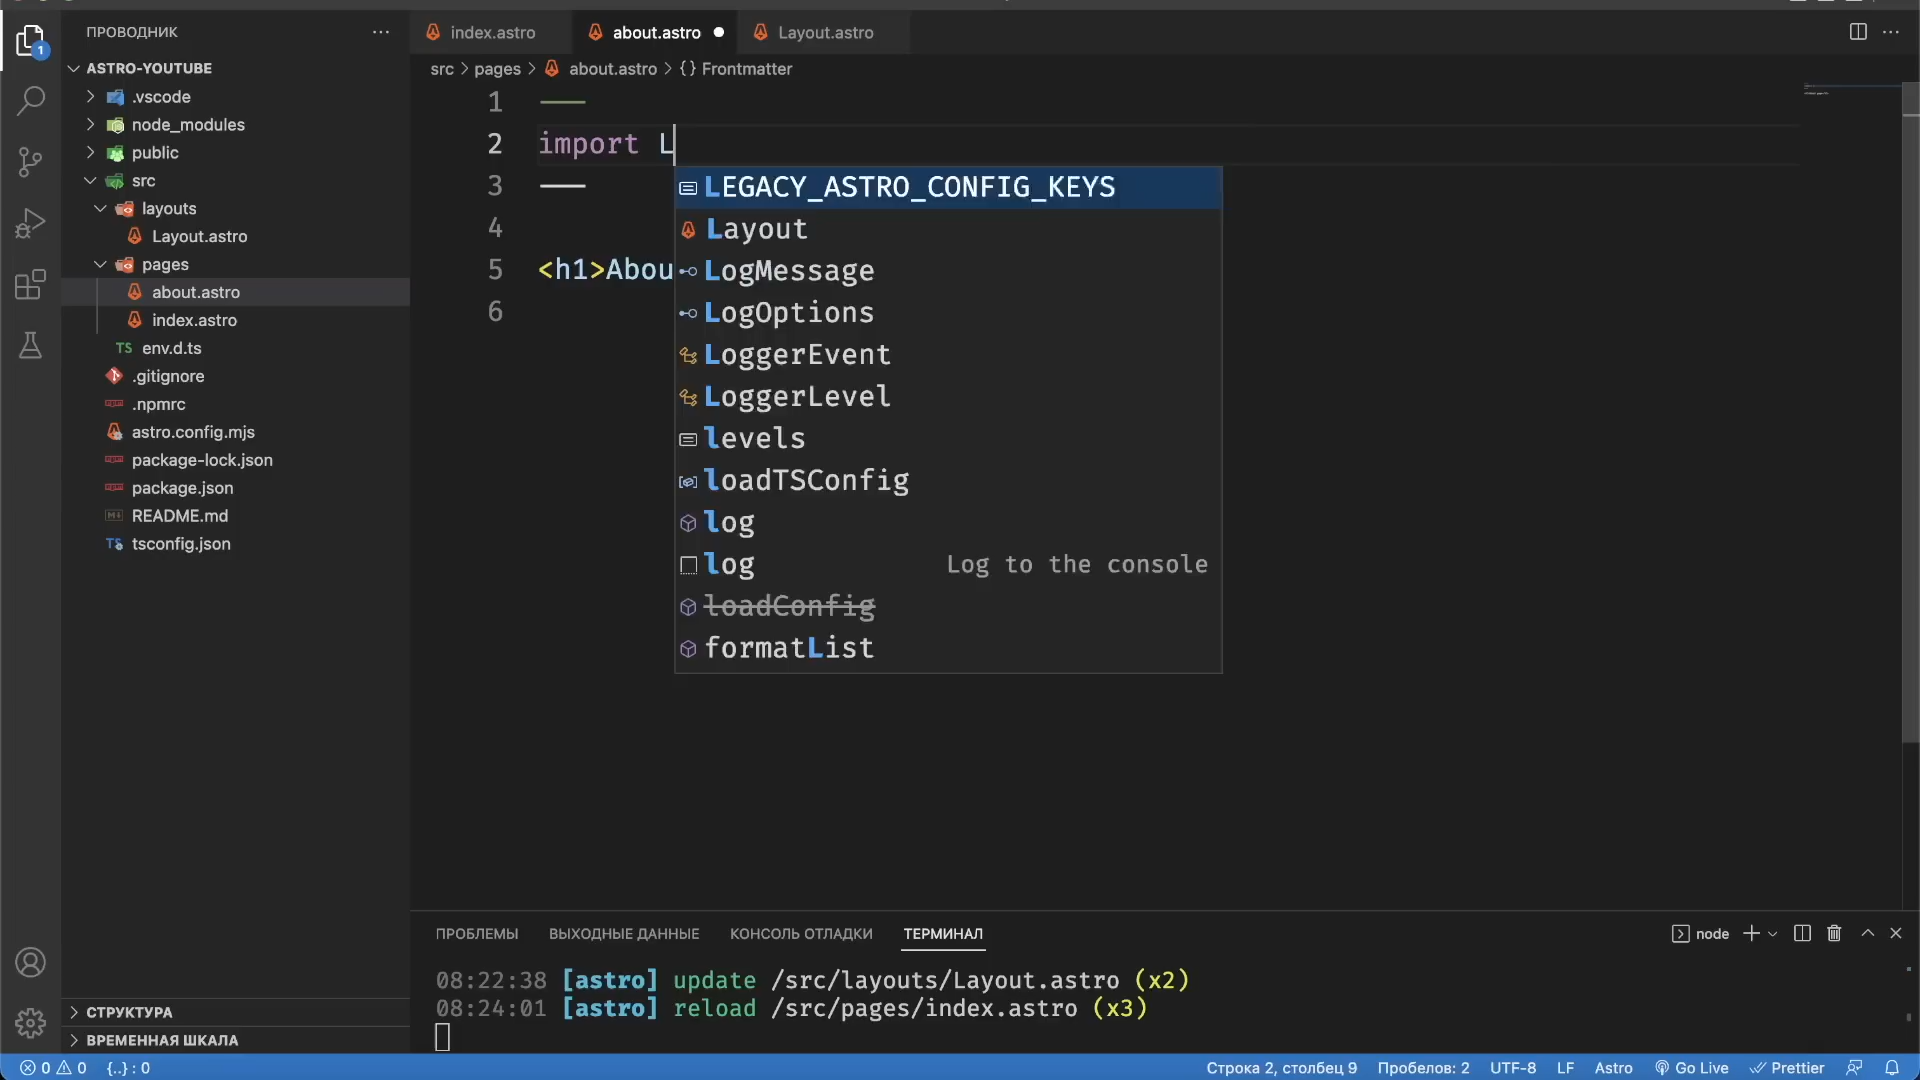 ПРОВОДНИК
ASTRO-YOUTUBE
.vscode
node_modules
public
src
layouts
Layout.astro
pages
about.astro
index.astro
env.d.ts
.gitignore
.npmrc
astro.config.mjs
package-lock.json
package.json
README.md
tsconfig.json
СТРУКТУРА
ВРЕМЕННАЯ ШКАЛА
index.astro
about.astro
Layout.astro
src > pages > about.astro > {} Frontmatter
1 ---
2 import L
3 ---
4
5 <h1>Abou
6
LEGACY_ASTRO_CONFIG_KEYS
Layout
LogMessage
LogOptions
LoggerEvent
LoggerLevel
levels
loadTSConfig
log
log Log to the console
loadConfig
formatList
ПРОБЛЕМЫ ВЫХОДНЫЕ ДАННЫЕ КОНСОЛЬ ОТЛАДКИ ТЕРМИНАЛ
node
08:22:38 [astro] update /src/layouts/Layout.astro (x2)
08:24:01 [astro] reload /src/pages/index.astro (x3)
0 0 {..} : 0
Строка 2, столбец 9 Пробелов: 2 UTF-8 LF Astro Go Live Prettier